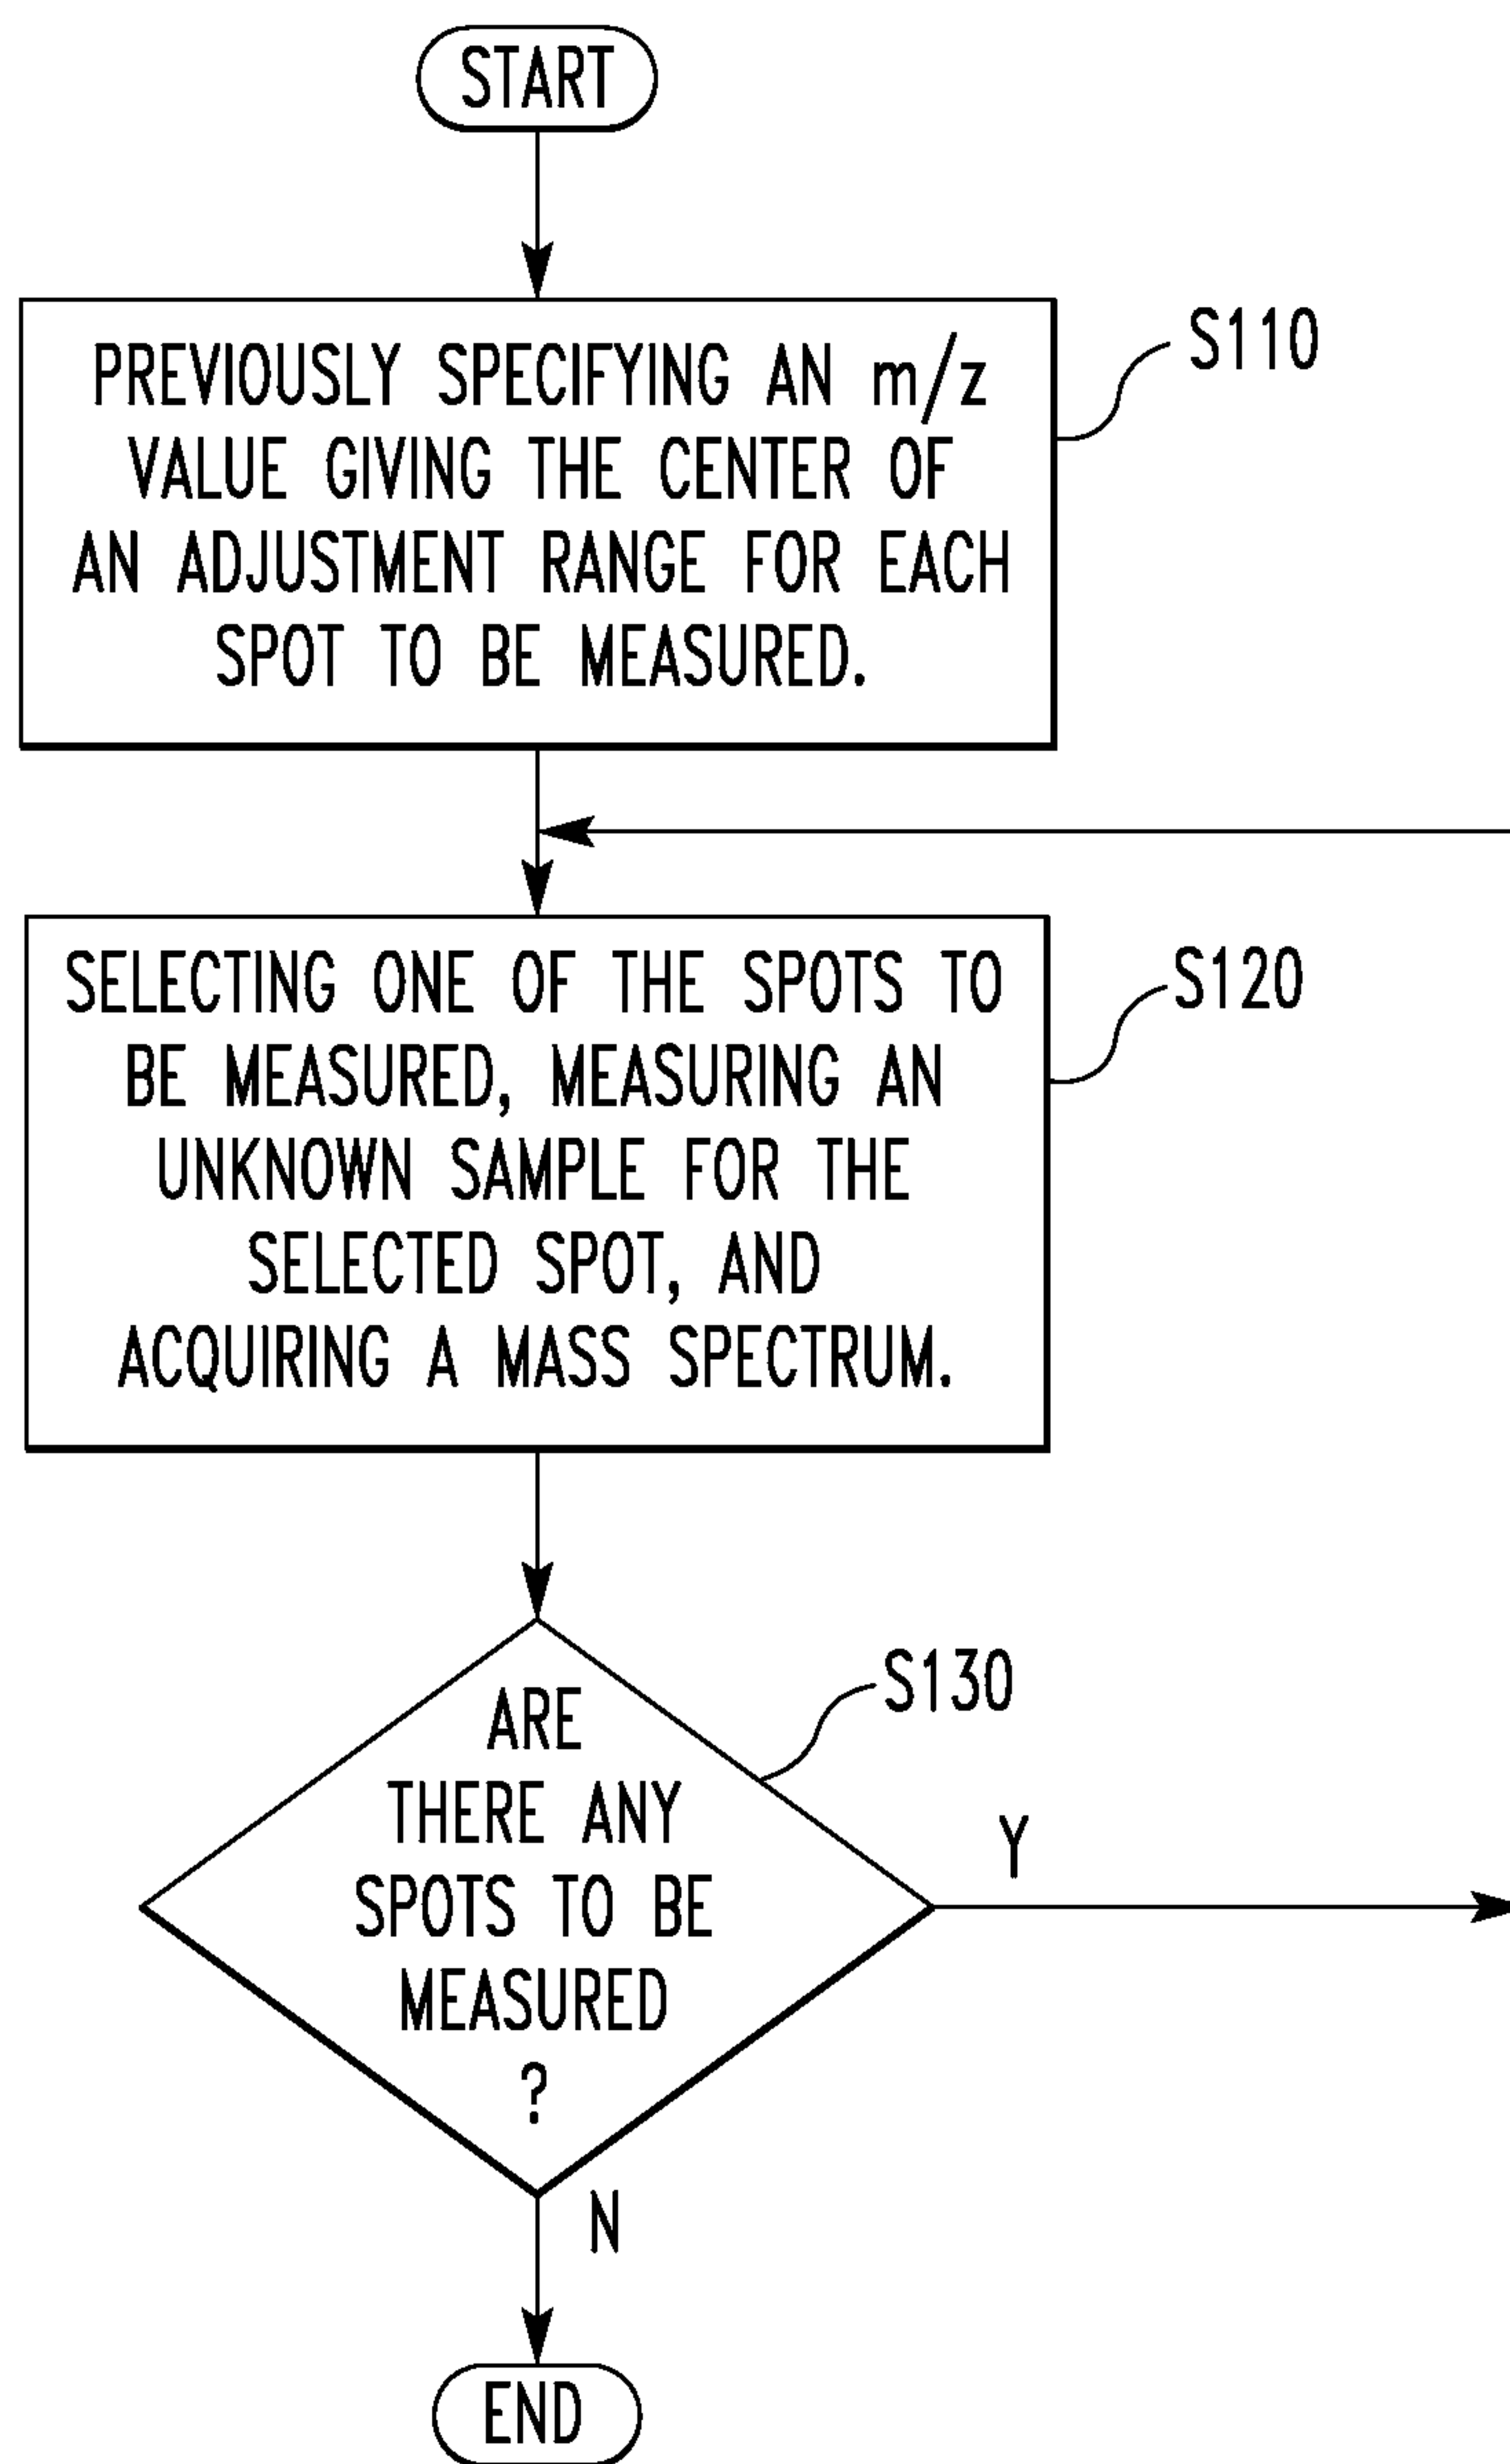 START
PREVIOUSLY SPECIFYING AN m/z
VALUE GIVING THE CENTER OF
AN ADJUSTMENT RANGE FOR EACH
SPOT TO BE MEASURED.
S110
SELECTING ONE OF THE SPOTS TO
BE MEASURED, MEASURING AN
UNKNOWN SAMPLE FOR THE
SELECTED SPOT, AND
ACQUIRING A MASS SPECTRUM.
S120
ARE
THERE ANY
SPOTS TO BE
MEASURED
?
S130
Y
N
END